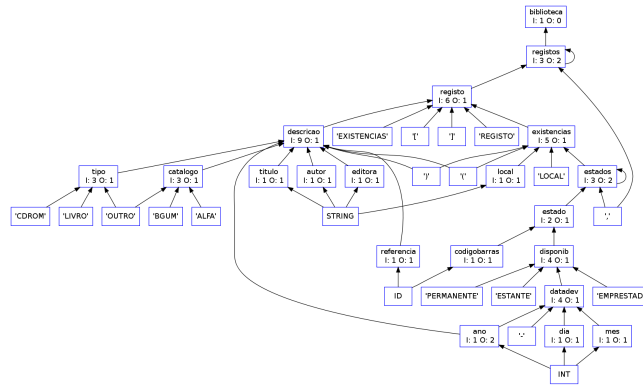 biblioteca
I: 1 O: 0
registos
I: 3 O: 2
registo
I: 6 O: 1
descricao
I: 9 O: 1
'EXISTENCIAS'
'['
']'
'REGISTO'
existencias
I: 5 O: 1
tipo
I: 3 O: 1
catalogo
I: 3 O: 1
titulo
I: 1 O: 1
autor
I: 1 O: 1
editora
I: 1 O: 1
')'
'('
local
I: 1 O: 1
'LOCAL'
estados
I: 3 O: 2
'CDROM'
'LIVRO'
'OUTRO'
'BGUM'
'ALFA'
STRING
estado
I: 2 O: 1
referencia
I: 1 O: 1
codigobarras
I: 1 O: 1
disponib
I: 4 O: 1
ID
'PERMANENTE'
'ESTANTE'
datadev
I: 4 O: 1
'EMPRESTAD
ano
I: 1 O: 2
'-'
dia
I: 1 O: 1
mes
I: 1 O: 1
INT